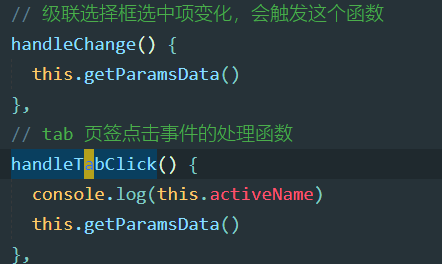 // 级联选择框选中项变化，会触发这个函数
handleChange() {
this.getParamsData()
},
// tab 页签点击事件的处理函数
handleTabClick() {
console.log(this.activeName)
this.getParamsData()
},